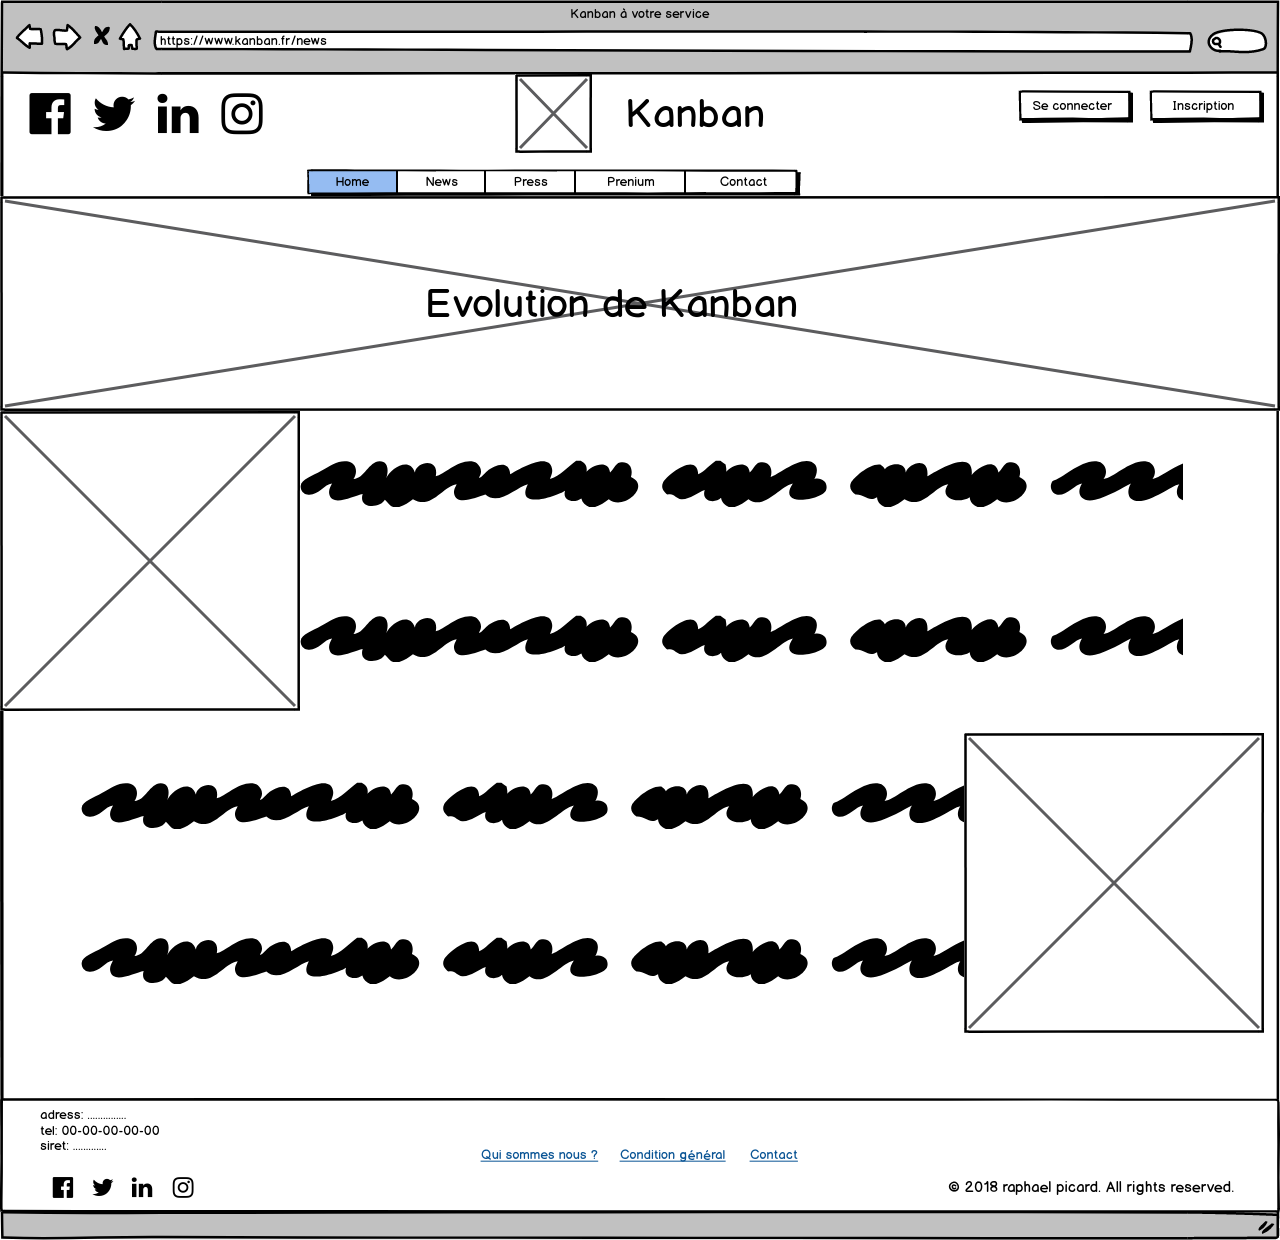 Kanban à votre service
https://www.kanban.fr/news
Kanban
Se connecter
Inscription
Home
News
Press
Prenium
Contact
Evolution de Kanban
adress: ..............
tel: 00-00-00-00-00
siret: ............
Qui sommes nous ?
Condition général
Contact
© 2018 raphael picard. All rights reserved.